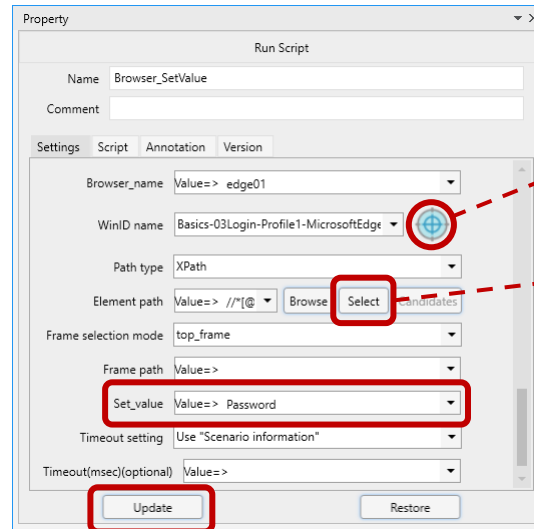 Property
Run Script
Name Browser_SetValue
Comment
Settings Script Annotation Version
Browser_name Value=> edge01
WinID name Basics-03Login-Profile1-MicrosoftEdge
Path type XPath
Element path Value=> //*[@ Browse Select Candidates
Frame selection mode top_frame
Frame path Value=>
Set_value Value=> Password
Timeout setting Use "Scenario information"
Timeout(msec)(optional) Value=>
Update Restore